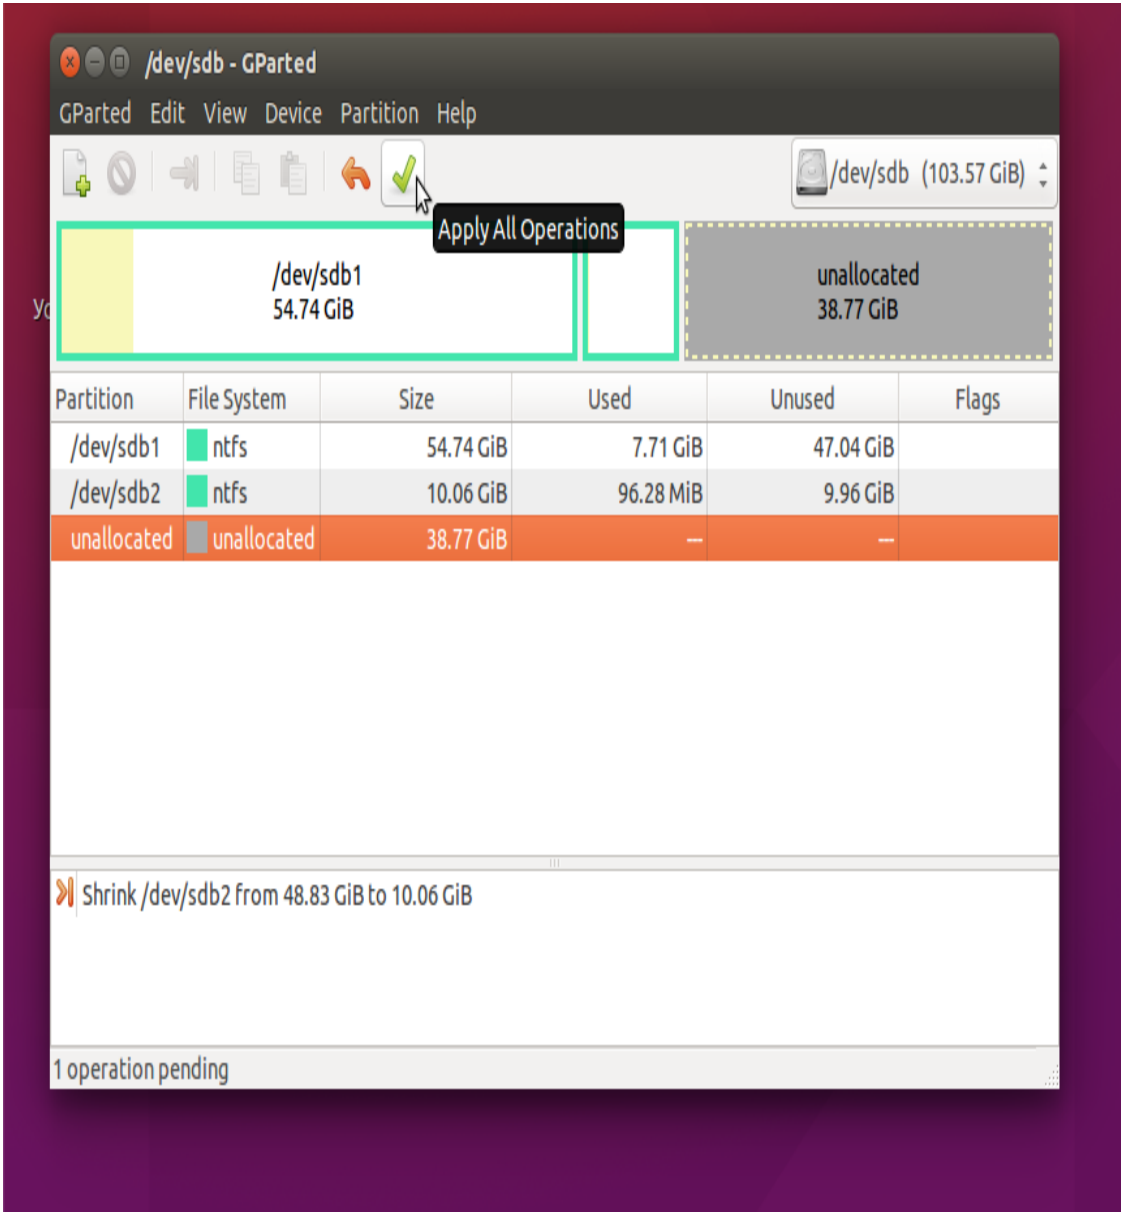 /dev/sdb - GParted
GParted Edit View Device Partition Help
/dev/sdb (103.57 GiB)
Apply All Operations
/dev/sdb1
54.74 GiB
unallocated
38.77 GiB
Partition File System Size Used Unused Flags
/dev/sdb1 ntfs 54.74 GiB 7.71 GiB 47.04 GiB
/dev/sdb2 ntfs 10.06 GiB 96.28 MiB 9.96 GiB
unallocated unallocated 38.77 GiB --- ---
Shrink /dev/sdb2 from 48.83 GiB to 10.06 GiB
1 operation pending